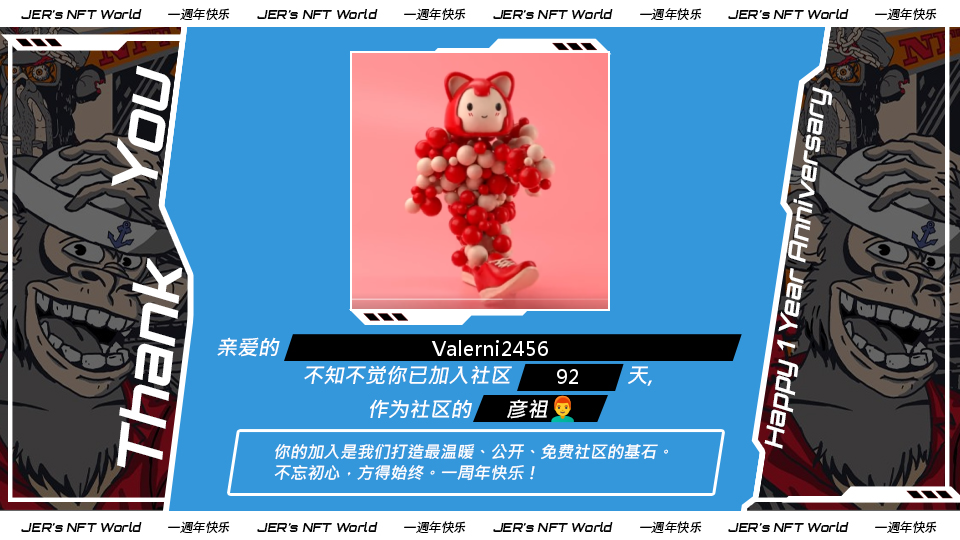 JER's NFT World 一週年快乐 JER's NFT World 一週年快乐 JER's NFT World 一週年快乐 JER's NFT World 一週年快乐
Thank You
亲爱的 Valerni2456
不知不觉你已加入社区 92 天,
作为社区的 彦祖👨‍🦰
你的加入是我们打造最温暖、公开、免费社区的基石。
不忘初心，方得始终。一周年快乐！
Happy 1 Year Anniversary
JER's NFT World 一週年快乐 JER's NFT World 一週年快乐 JER's NFT World 一週年快乐 JER's NFT World 一週年快乐